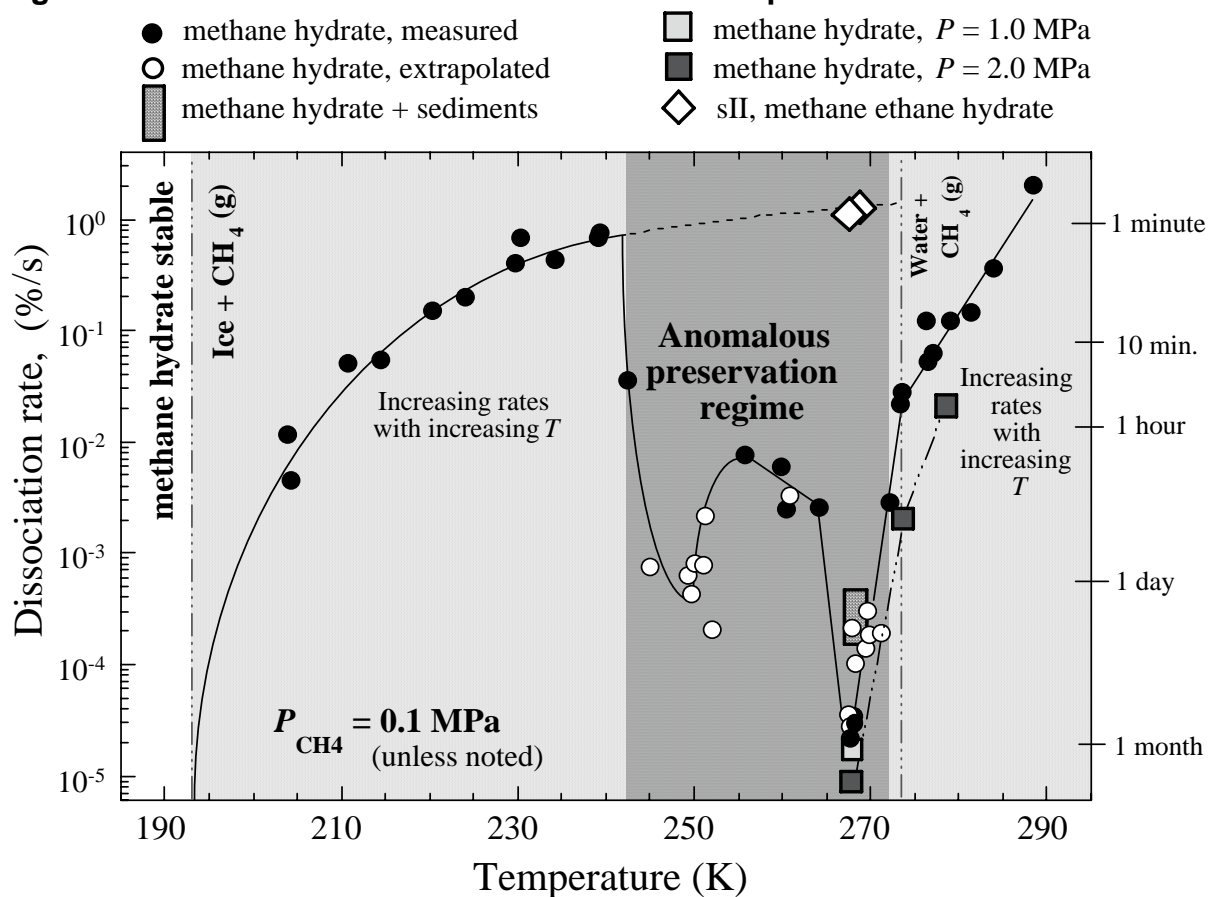 methane hydrate, measured
methane hydrate, extrapolated
methane hydrate + sediments
methane hydrate, P = 1.0 MPa
methane hydrate, P = 2.0 MPa
sII, methane ethane hydrate
Dissociation rate, (%/s)
10⁰
10⁻¹
10⁻²
10⁻³
10⁻⁴
10⁻⁵
methane hydrate stable
Ice + CH₄ (g)
Increasing rates
with increasing T
Anomalous
preservation
regime
Water +
CH₄ (g)
Increasing
rates
with
increasing
T
P_CH4 = 0.1 MPa
(unless noted)
1 minute
10 min.
1 hour
1 day
1 month
190 210 230 250 270 290
Temperature (K)